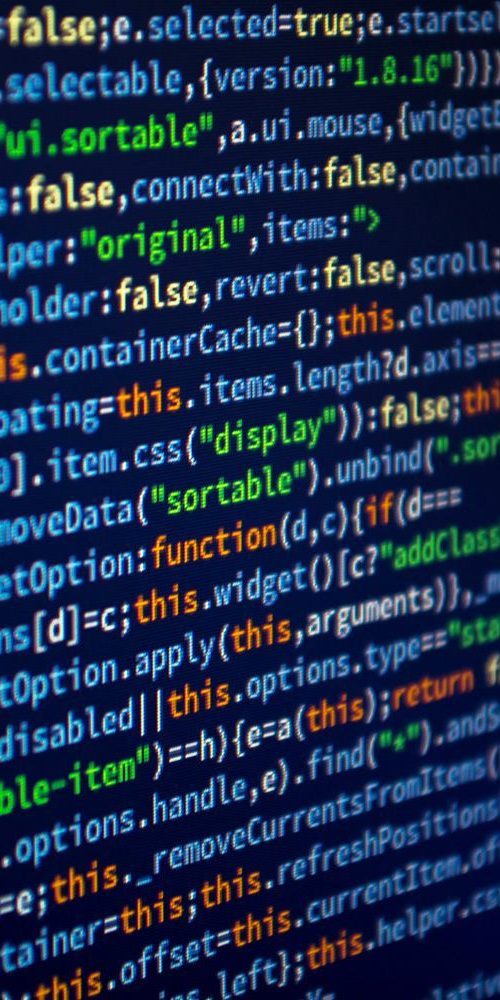 =false;e.selected=true;e.startsel
.selectable,{version:"1.8.16"})})
"ui.sortable",a.ui.mouse,{widgetE
s:false,connectWith:false,contain
lper:"original",items:">
holder:false,revert:false,scroll:
is.containerCache={};this.elemen
oating=this.items.length?d.axis==
0].item.css("display")):false;thi
moveData("sortable").unbind(".sor
etOption:function(d,c){if(d===
ns[d]=c;this.widget()[c?"addClass
tOption.apply(this,arguments)},_m
disabled||this.options.type=="sta
ble-item")==h){e=a(this);return f
.options.handle,e).find("*").ands
=e;this._removeCurrentsFromItems(
tainer=this;this.refreshPositions
);this.offset=this.currentItem.of
.left};this.helper.cs